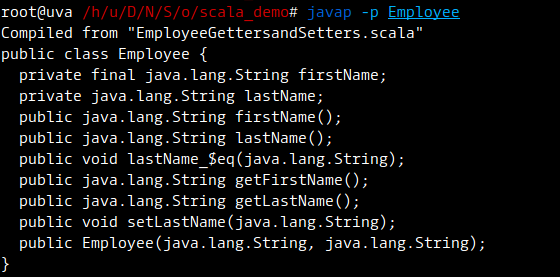 root@uva /h/u/D/N/S/o/scala_demo# javap -p Employee
Compiled from "EmployeeGettersandSetters.scala"
public class Employee {
  private final java.lang.String firstName;
  private java.lang.String lastName;
  public java.lang.String firstName();
  public java.lang.String lastName();
  public void lastName_$eq(java.lang.String);
  public java.lang.String getFirstName();
  public java.lang.String getLastName();
  public void setLastName(java.lang.String);
  public Employee(java.lang.String, java.lang.String);
}